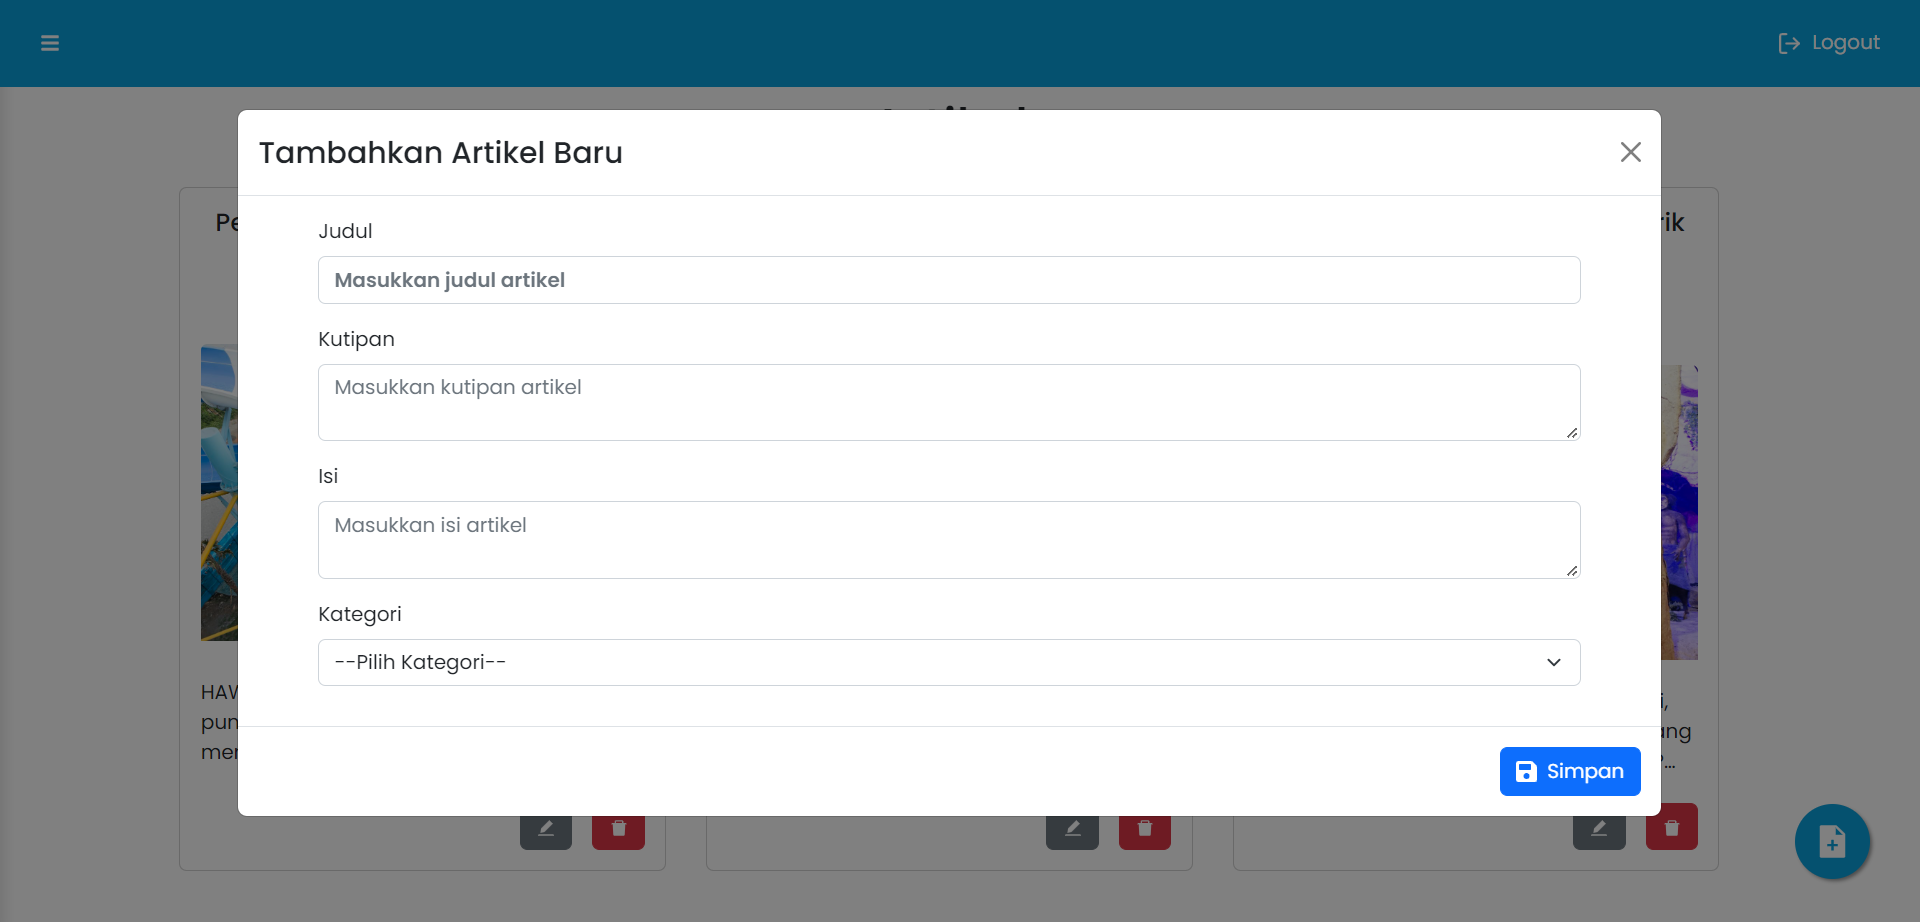 Logout
Tambahkan Artikel Baru
Judul
Masukkan judul artikel
Kutipan
Masukkan kutipan artikel
Isi
Masukkan isi artikel
Kategori
--Pilih Kategori--
Simpan